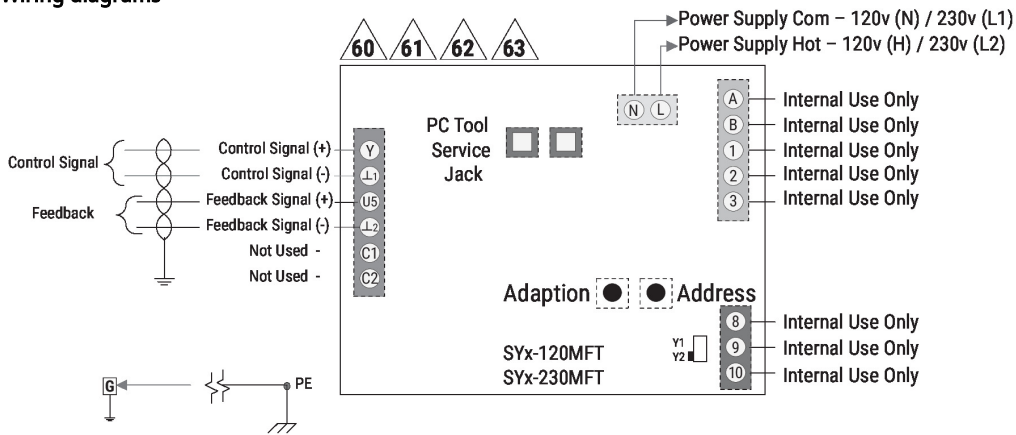 Wiring diagrams
Power Supply Com – 120v (N) / 230v (L1)
Power Supply Hot – 120v (H) / 230v (L2)
60 61 62 63
N L
PC Tool
Service
Jack
A Internal Use Only
B Internal Use Only
1 Internal Use Only
2 Internal Use Only
3 Internal Use Only
Control Signal
Control Signal (+) Y
Control Signal (-) ⊥1
Feedback
Feedback Signal (+) U5
Feedback Signal (-) ⊥2
Not Used - C1
Not Used - C2
Adaption Address
8 Internal Use Only
9 Internal Use Only
10 Internal Use Only
Y1
Y2
SYx-120MFT
SYx-230MFT
G PE